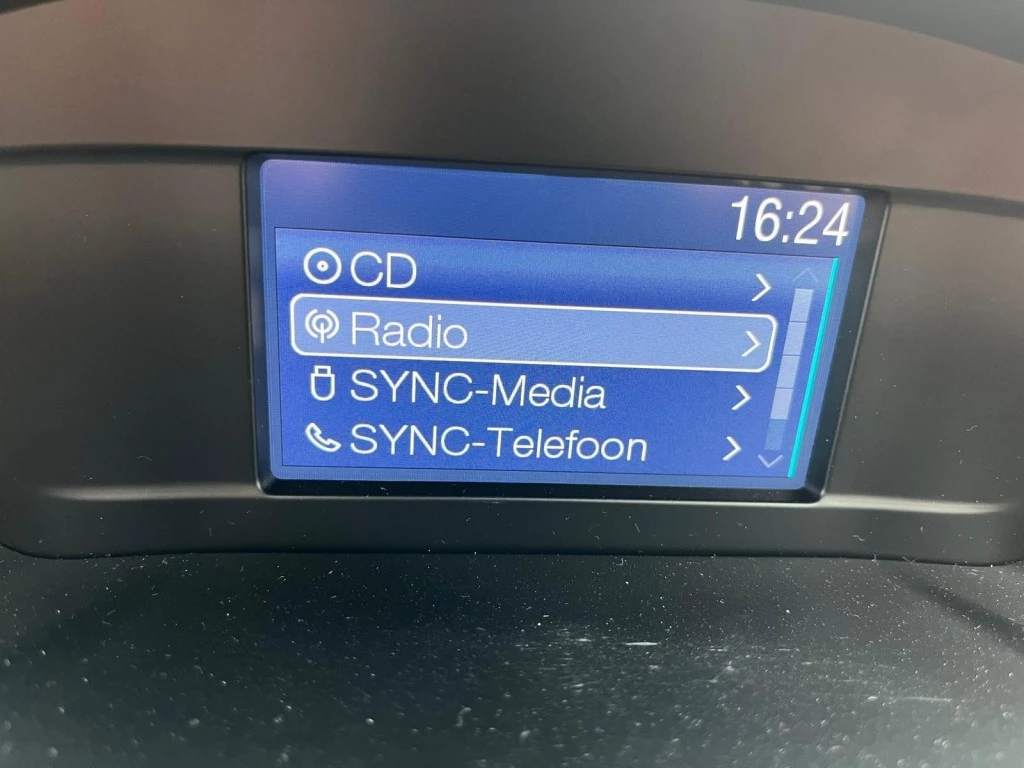 16:24
CD
Radio
SYNC-Media
SYNC-Telefoon